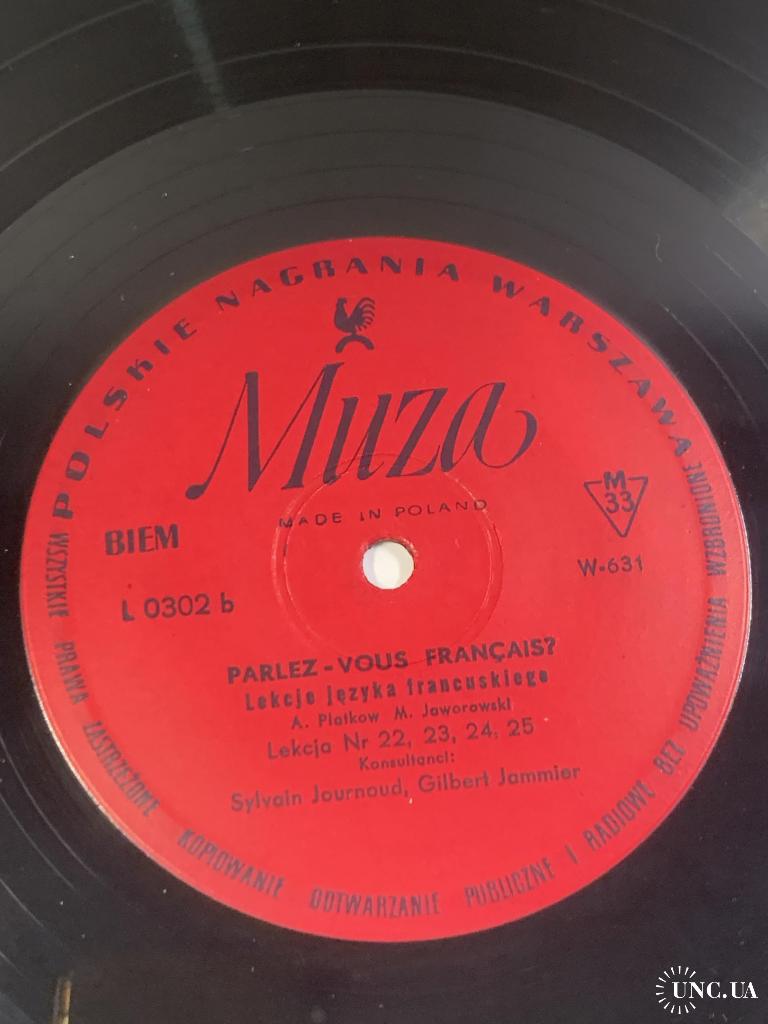 POLSKIE NAGRANIA WARSZAWA
Muza
MADE IN POLAND
BIEM
M
33
L 0302 b
W-631
PARLEZ-VOUS FRANÇAIS?
Lekcje języka francuskiego
A. Platkow M. Jaworowski
Lekcja Nr 22, 23, 24, 25
Konsultanci:
Sylvain Journoud, Gilbert Jammier
WSZYSTKIE PRAWA ZASTRZEŻONE KOPIOWANIE ODTWARZANIE PUBLICZNE I RADIOWE BEZ UPOWAŻNIENIA WZBRONIONE
UNC.UA